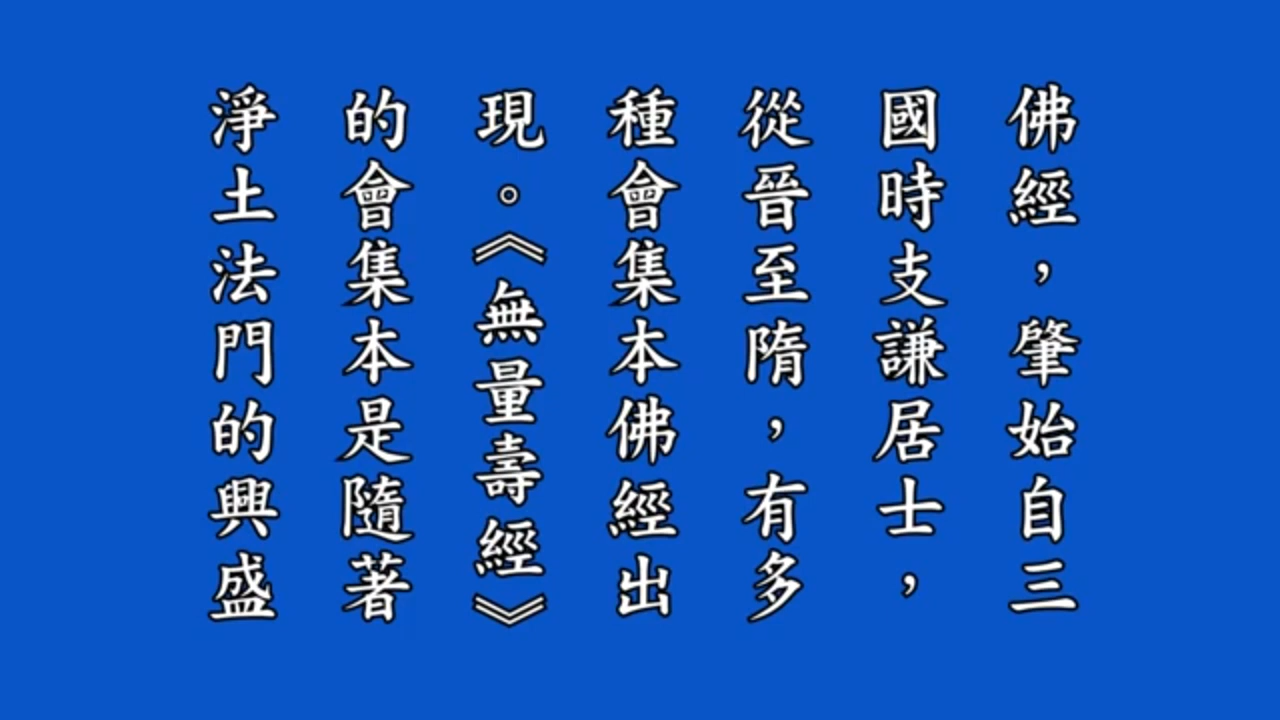 佛經，肇始自三
國時支謙居士，
從晉至隋，有多
種會集本佛經出
現。《無量壽經》
的會集本是隨著
淨土法門的興盛